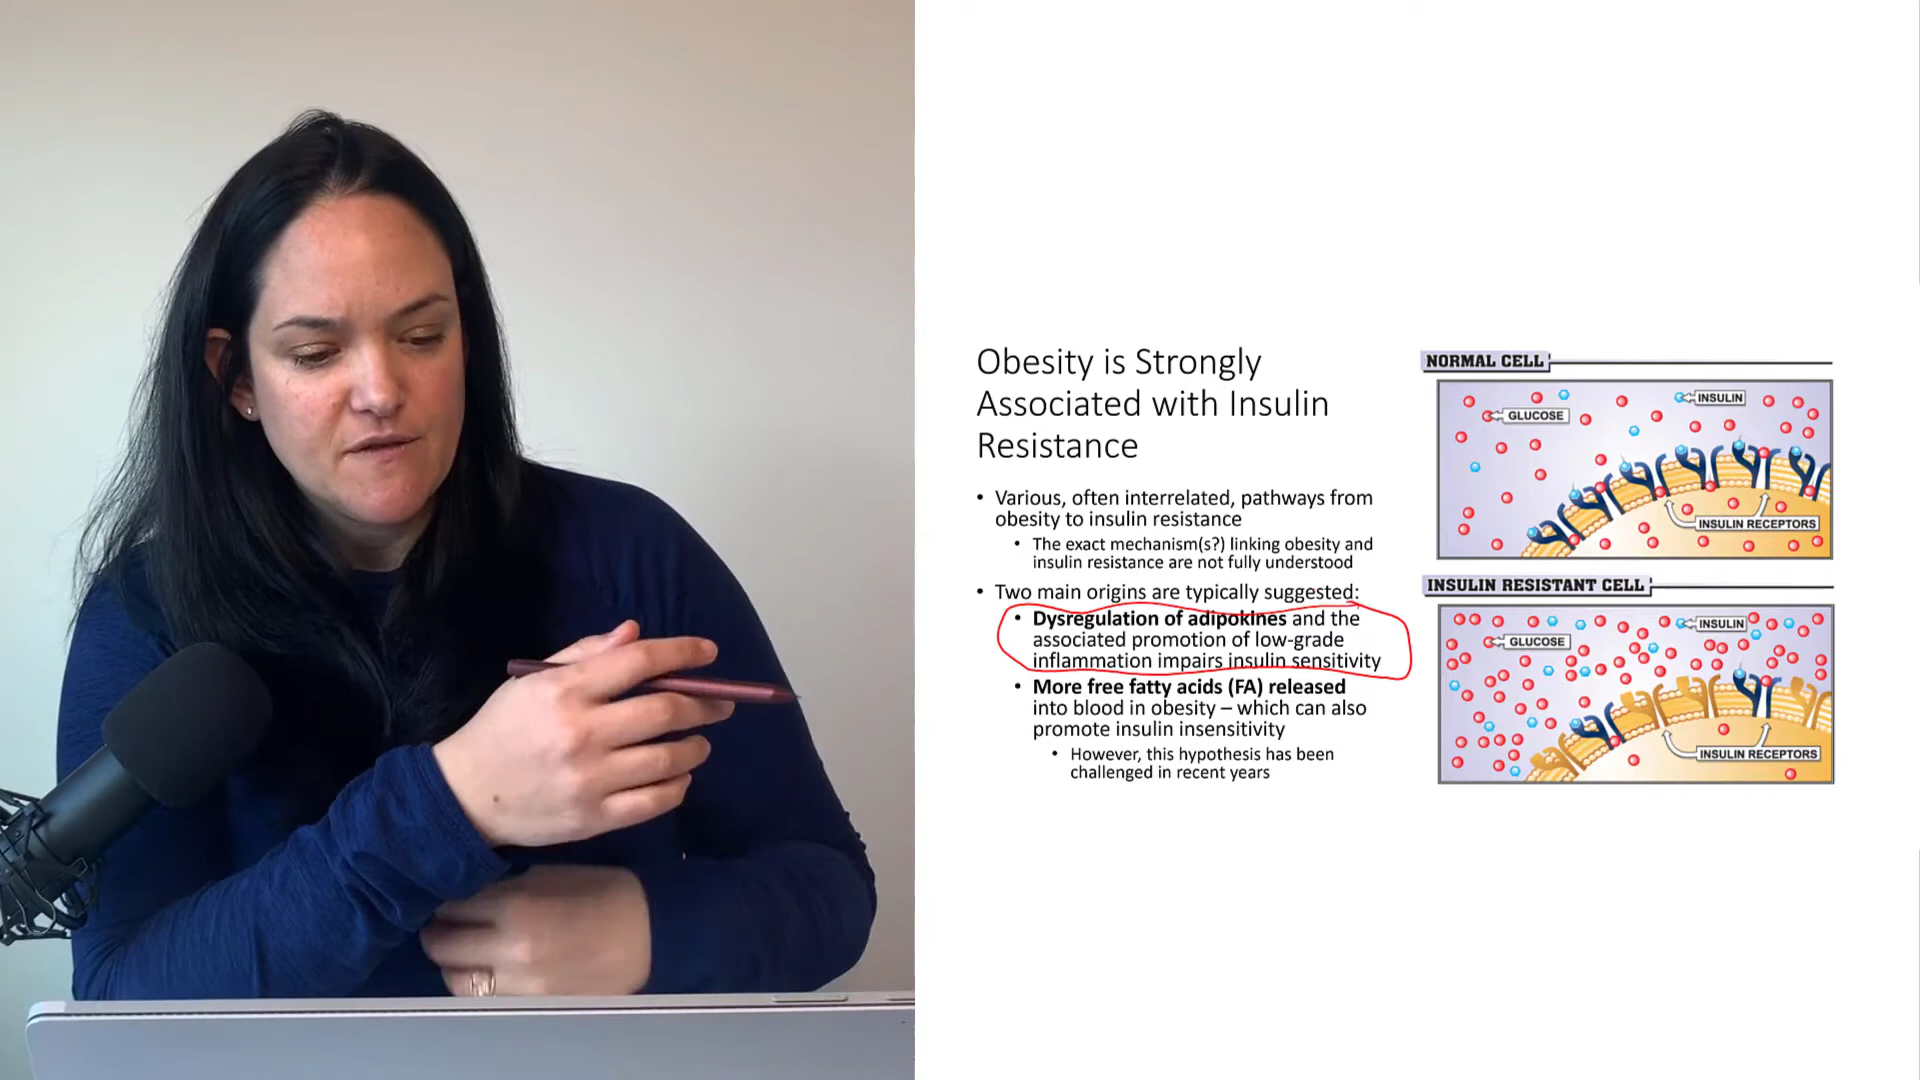 Obesity is Strongly
Associated with Insulin
Resistance
• Various, often interrelated, pathways from
obesity to insulin resistance
• The exact mechanism(s?) linking obesity and
insulin resistance are not fully understood
• Two main origins are typically suggested:
• Dysregulation of adipokines and the
associated promotion of low-grade
inflammation impairs insulin sensitivity
• More free fatty acids (FA) released
into blood in obesity – which can also
promote insulin insensitivity
• However, this hypothesis has been
challenged in recent years
NORMAL CELL
INSULIN
GLUCOSE
INSULIN RECEPTORS
INSULIN RESISTANT CELL
INSULIN
GLUCOSE
INSULIN RECEPTORS